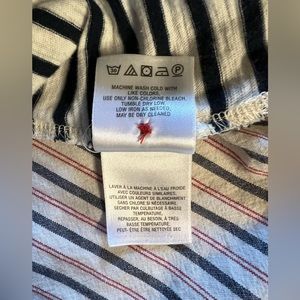 MACHINE WASH COLD WITH
LIKE COLORS.
USE ONLY NON-CHLORINE BLEACH.
TUMBLE DRY LOW.
LOW IRON AS NEEDED.
MAY BE DRY CLEANED
LAVER À LA MACHINE À L'EAU FROIDE
AVEC COULEURS SIMILAIRES.
UTILISER UN AGENT DE BLANCHIMENT
SANS CHLORE SI NÉCESSAIRE
SÉCHER PAR CULBUTAGE À BASSE
TEMPÉRATURE.
REPASSER, AU BESOIN, À TRÈS
BASSE TEMPÉRATURE.
PEUT-ÊTRE ÊTRE NETTOYÉE SEC